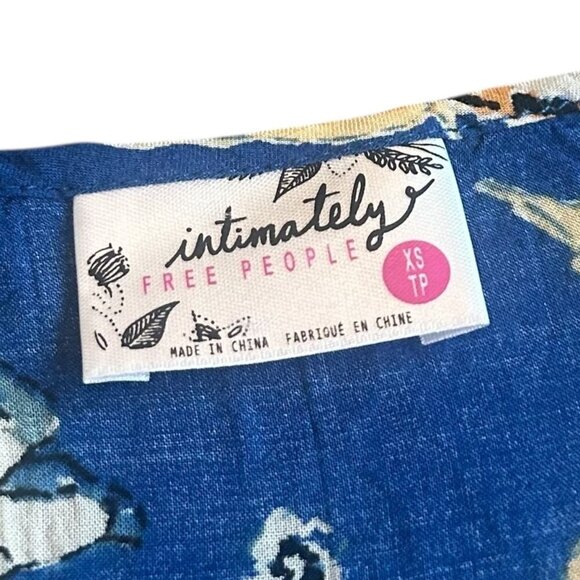 intimately
FREE PEOPLE
XS
TP
MADE IN CHINA FABRIQUÉ EN CHINE